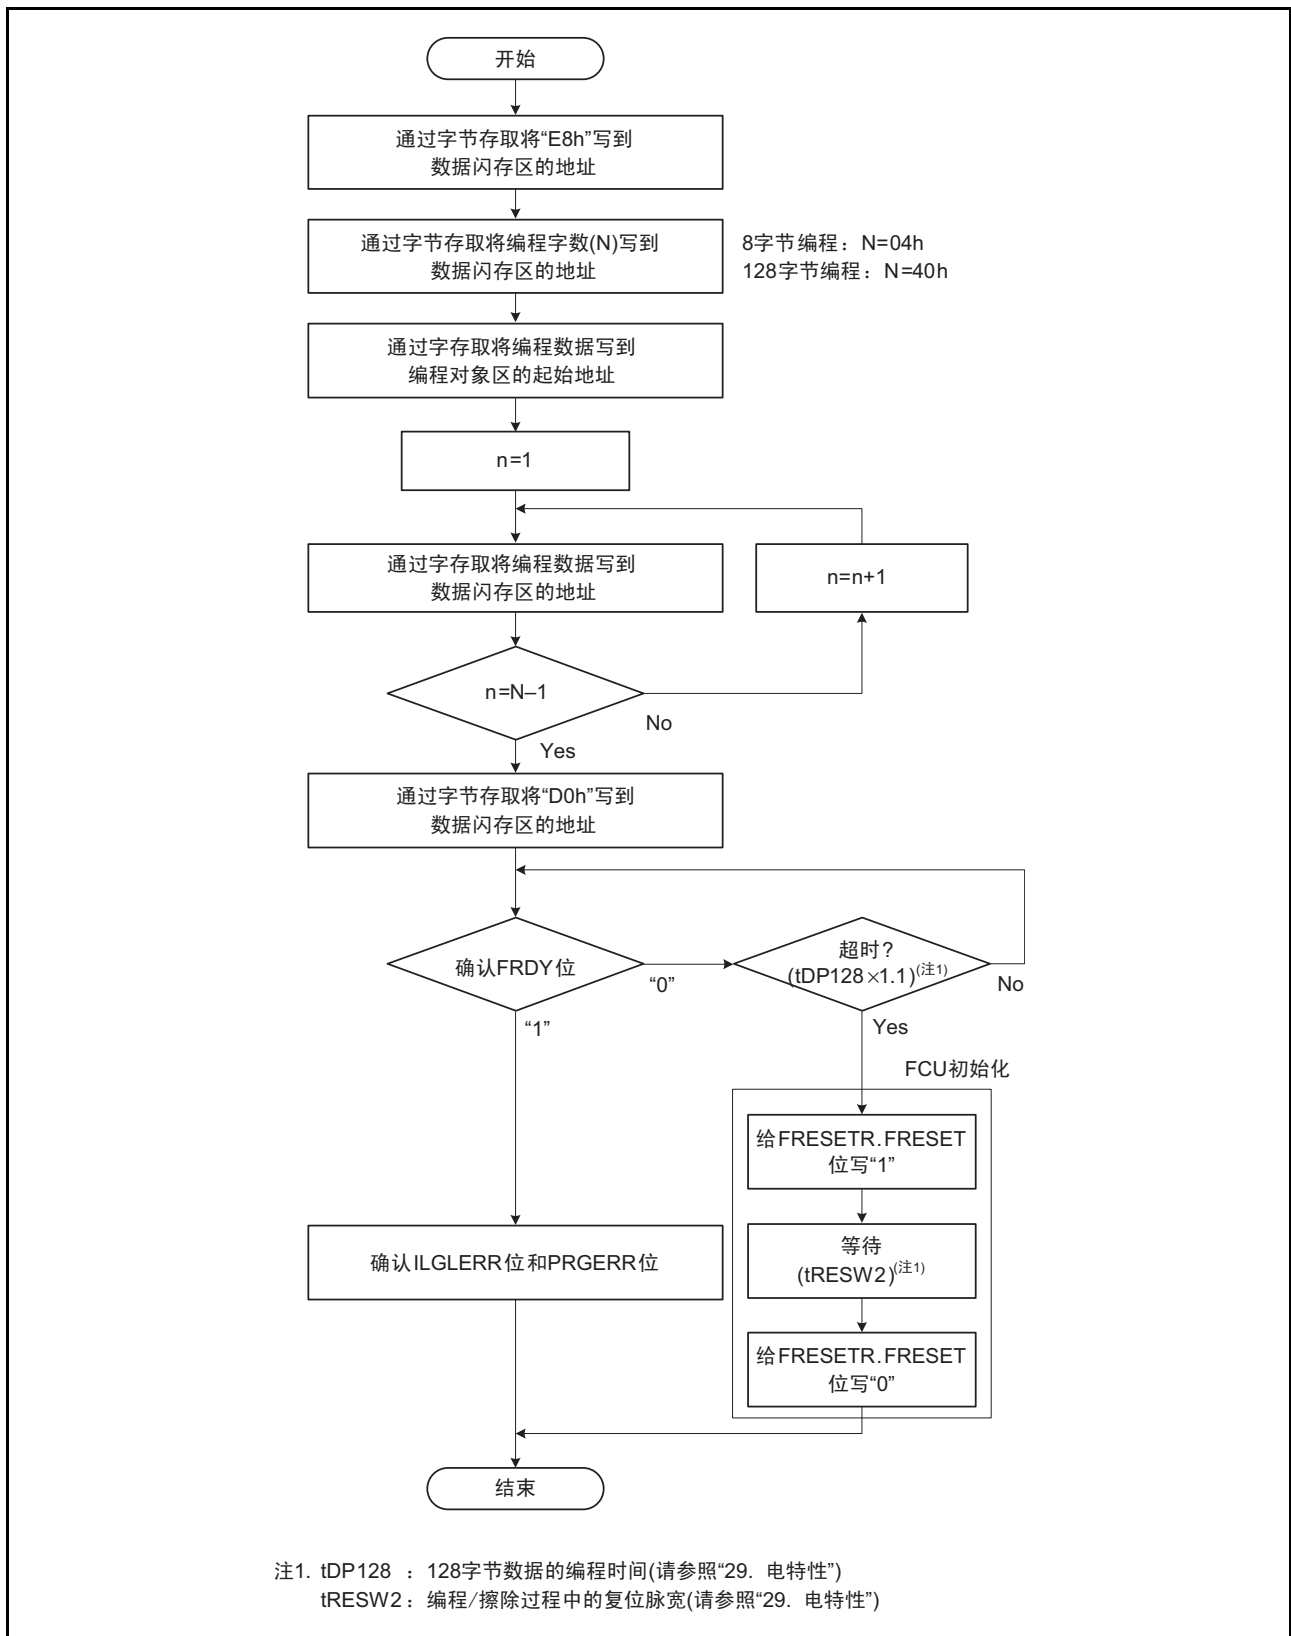 开始
通过字节存取将“E8h”写到
数据闪存区的地址
通过字节存取将编程字数(N)写到
数据闪存区的地址
8字节编程：N=04h
128字节编程：N=40h
通过字存取将编程数据写到
编程对象区的起始地址
n=1
通过字存取将编程数据写到
数据闪存区的地址
n=n+1
n=N–1
No
Yes
通过字节存取将“D0h”写到
数据闪存区的地址
确认FRDY位
“0”
超时?
(tDP128×1.1)(注1)
No
“1”
Yes
FCU初始化
给FRESETR.FRESET
位写“1”
等待
(tRESW2)(注1)
确认ILGLERR位和PRGERR位
给FRESETR.FRESET
位写“0”
结束
注1. tDP128 ：128字节数据的编程时间(请参照“29. 电特性”)
tRESW2：编程/擦除过程中的复位脉宽(请参照“29. 电特性”)